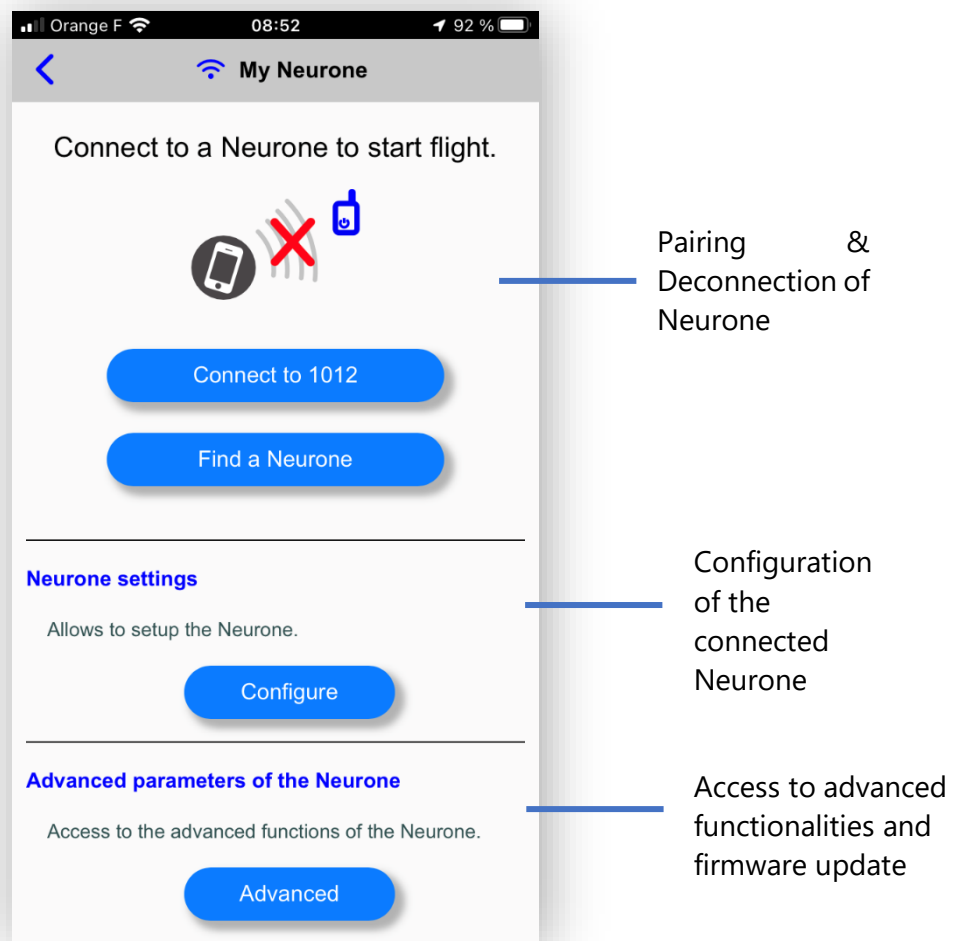 Orange F 08:52 92 %
My Neurone
Connect to a Neurone to start flight.
Pairing &
Deconnection of
Neurone
Connect to 1012
Find a Neurone
Neurone settings
Allows to setup the Neurone.
Configure
Configuration
of the
connected
Neurone
Advanced parameters of the Neurone
Access to the advanced functions of the Neurone.
Advanced
Access to advanced
functionalities and
firmware update